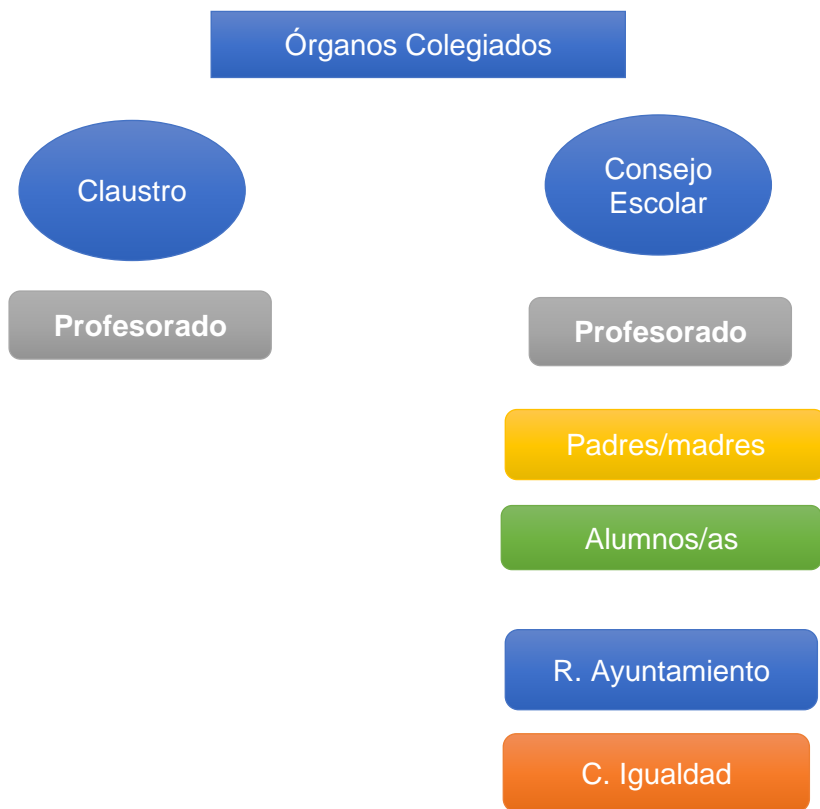 Órganos Colegiados
Claustro
Consejo
Escolar
Profesorado
Profesorado
Padres/madres
Alumnos/as
R. Ayuntamiento
C. Igualdad